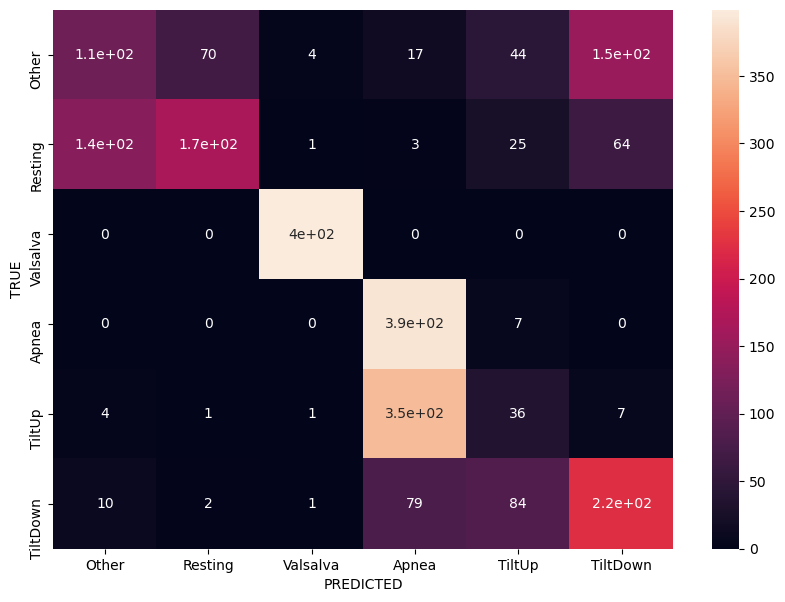 Other 1.1e+02 70 4 17 44 1.5e+02
Resting 1.4e+02 1.7e+02 1 3 25 64
Valsalva 0 0 4e+02 0 0 0
Apnea 0 0 0 3.9e+02 7 0
TiltUp 4 1 1 3.5e+02 36 7
TiltDown 10 2 1 79 84 2.2e+02
TRUE
Other Resting Valsalva Apnea TiltUp TiltDown
PREDICTED
350
300
250
200
150
100
50
0